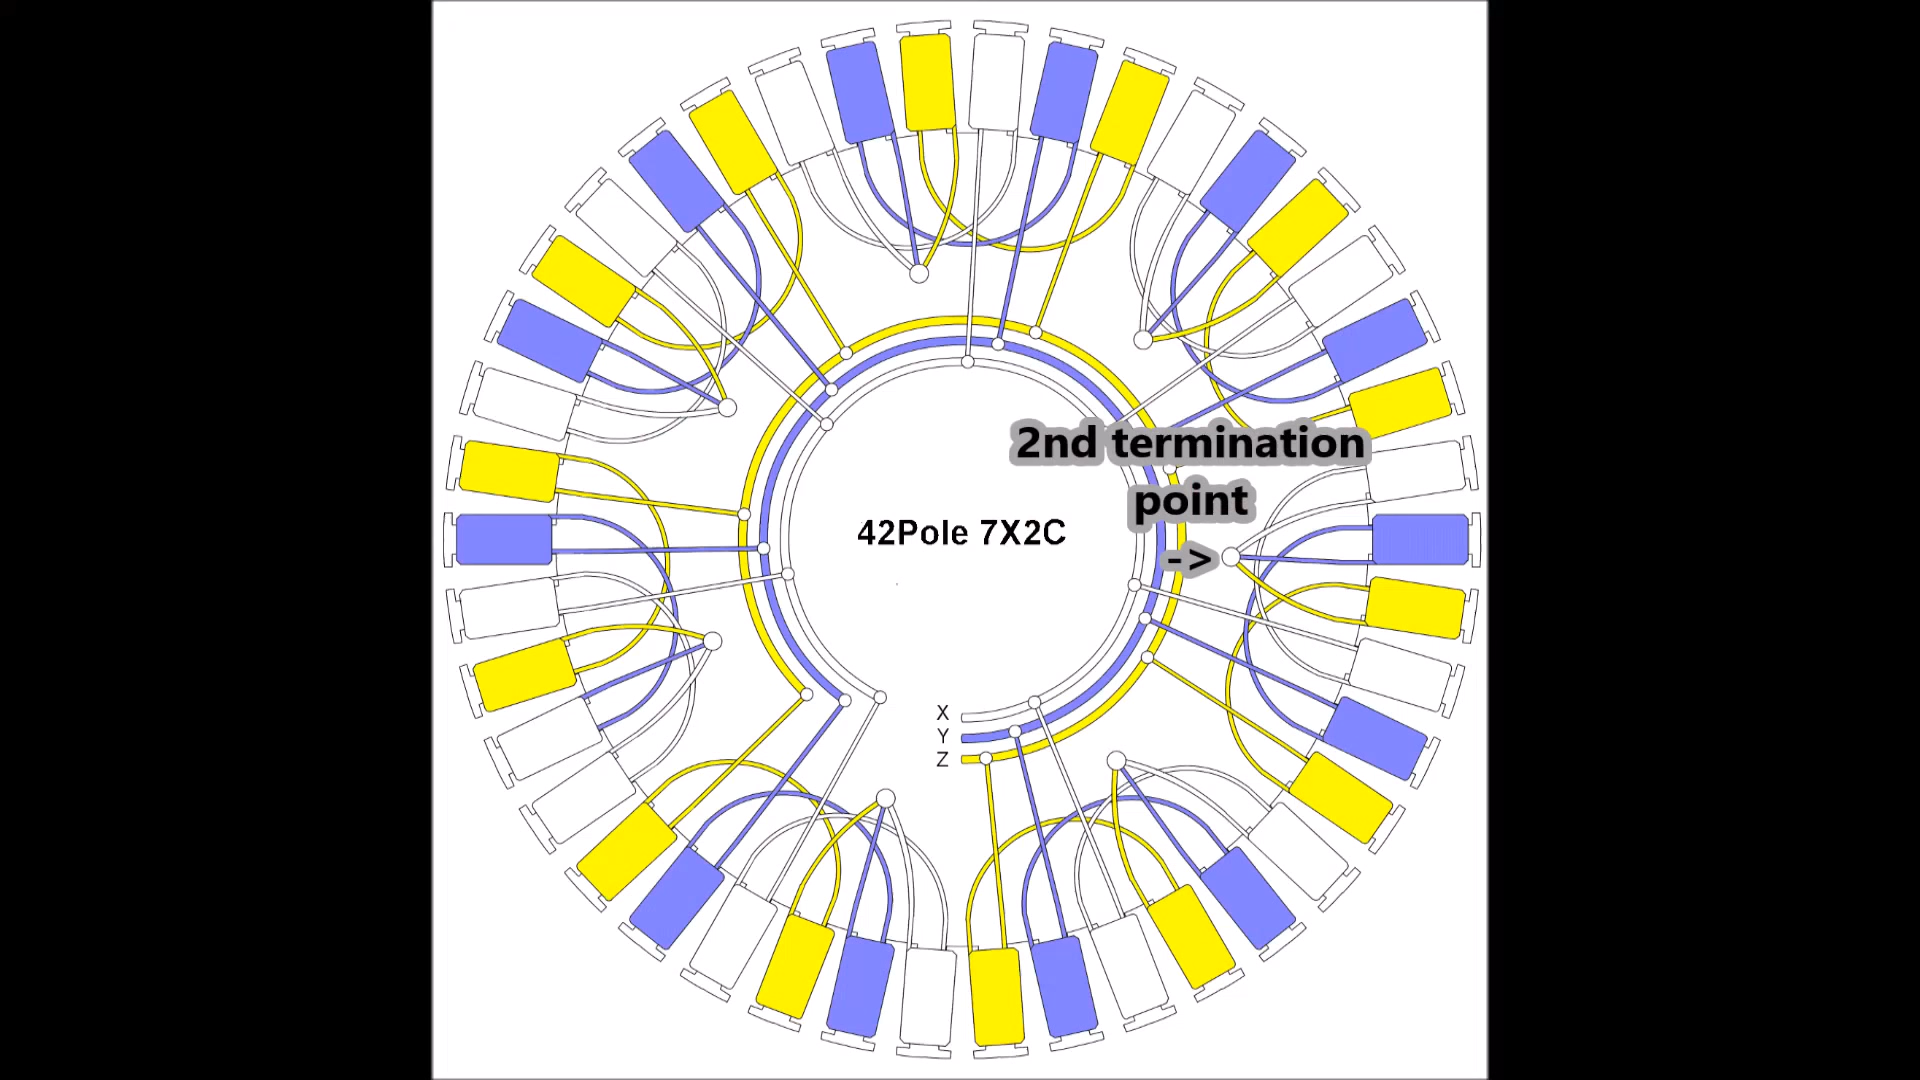 2nd termination
point
->
42Pole 7X2C
X
Y
Z